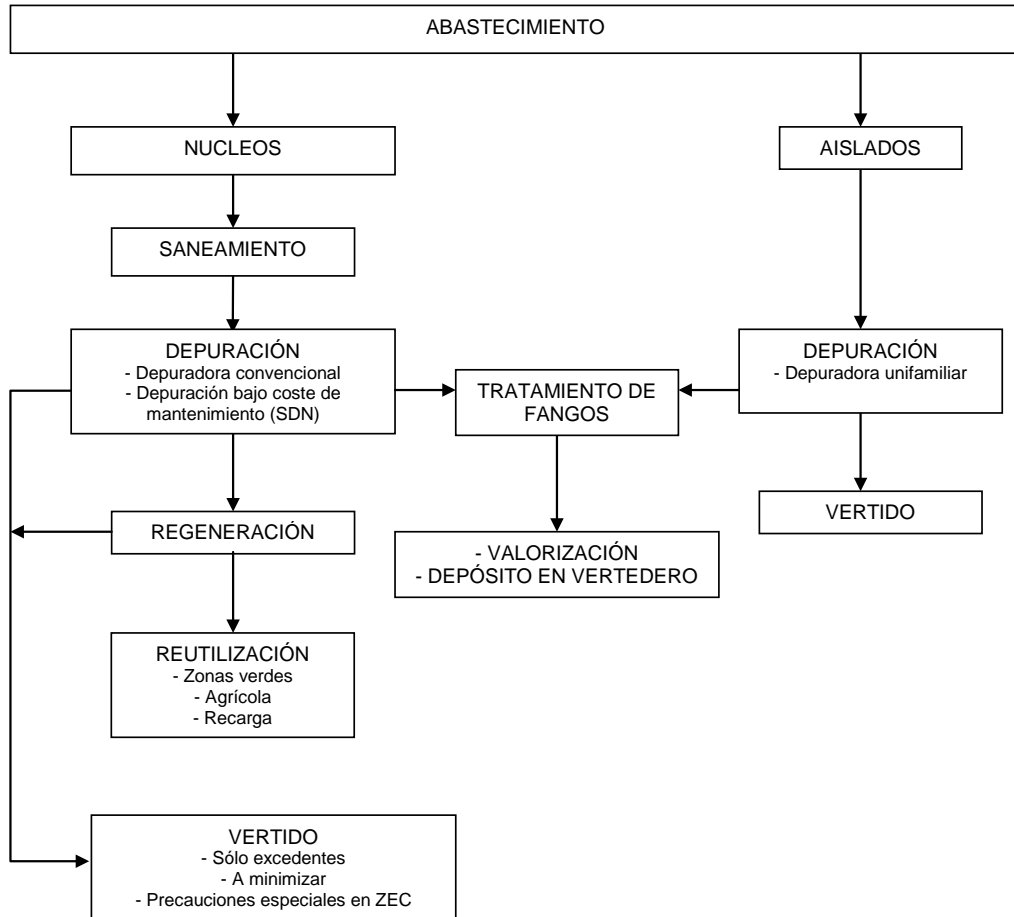 ABASTECIMIENTO
NUCLEOS
AISLADOS
SANEAMIENTO
DEPURACIÓN
- Depuradora convencional
- Depuración bajo coste de
mantenimiento (SDN)
TRATAMIENTO DE
FANGOS
DEPURACIÓN
- Depuradora unifamiliar
REGENERACIÓN
- VALORIZACIÓN
- DEPÓSITO EN VERTEDERO
VERTIDO
REUTILIZACIÓN
- Zonas verdes
- Agrícola
- Recarga
VERTIDO
- Sólo excedentes
- A minimizar
- Precauciones especiales en ZEC